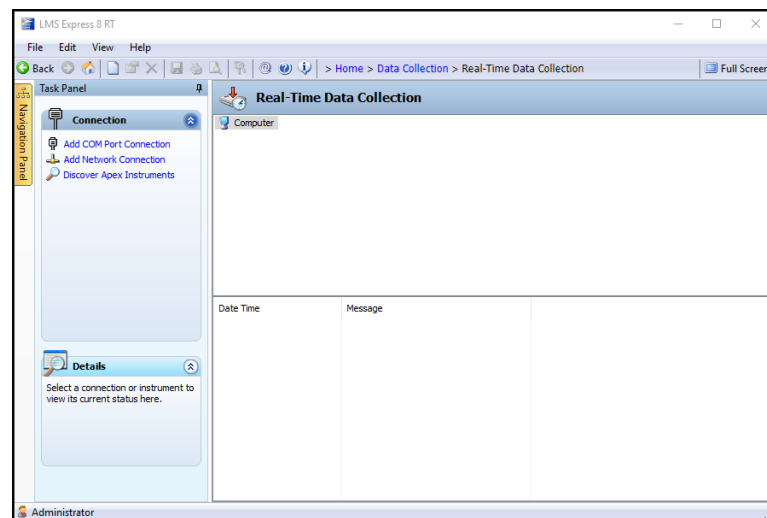 LMS Express 8 RT
File Edit View Help
Back > Home > Data Collection > Real-Time Data Collection Full Screen
Navigation Panel
Task Panel
Connection
Add COM Port Connection
Add Network Connection
Discover Apex Instruments
Details
Select a connection or instrument to
view its current status here.
Real-Time Data Collection
Computer
Date Time Message
Administrator